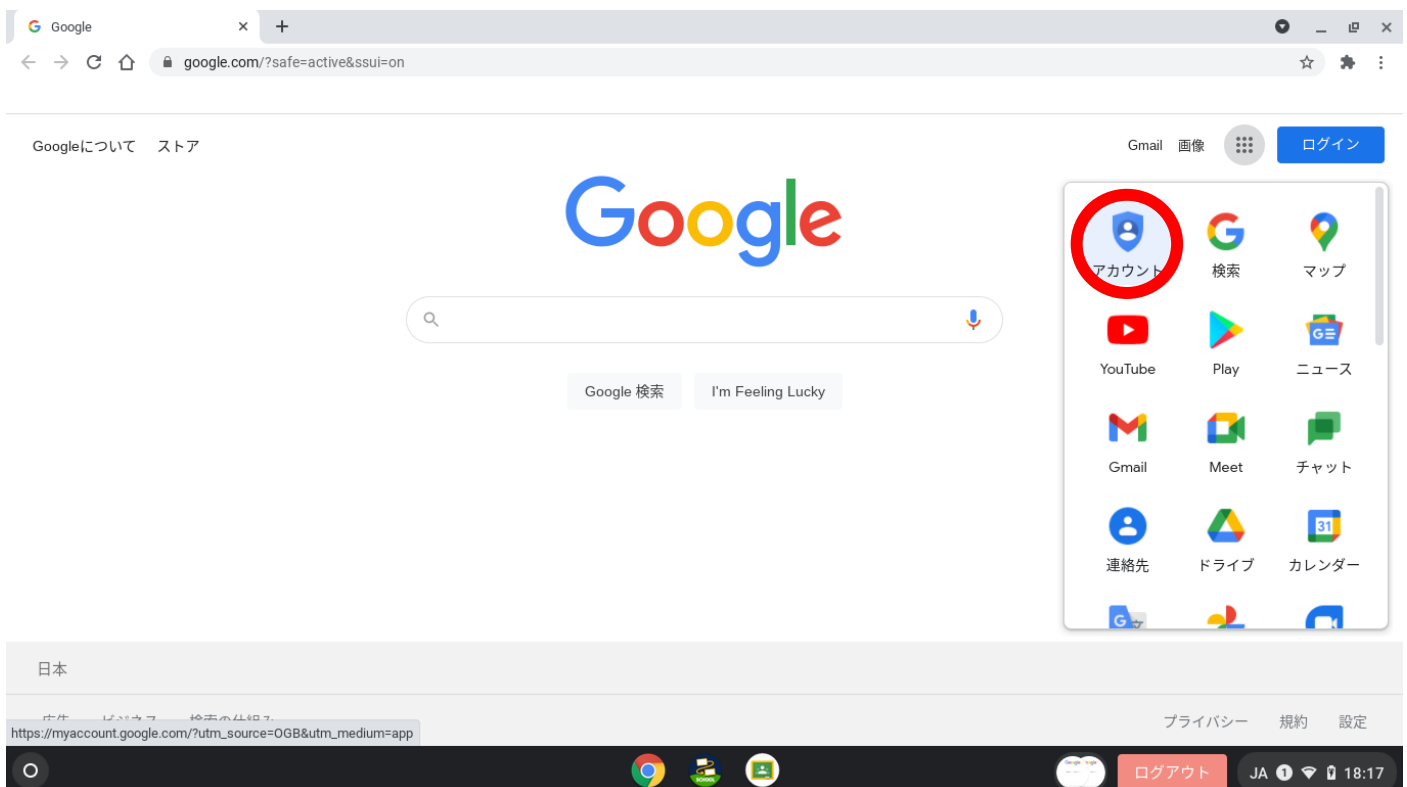 Google
google.com/?safe=active&ssui=on
Googleについて ストア
Gmail 画像 ログイン
Google
アカウント 検索 マップ
YouTube Play ニュース
Google 検索 I'm Feeling Lucky
Gmail Meet チャット
31
連絡先 ドライブ カレンダー
日本
プライバシー 規約 設定
https://myaccount.google.com/?utm_source=OGB&utm_medium=app
ログアウト JA 1 18:17